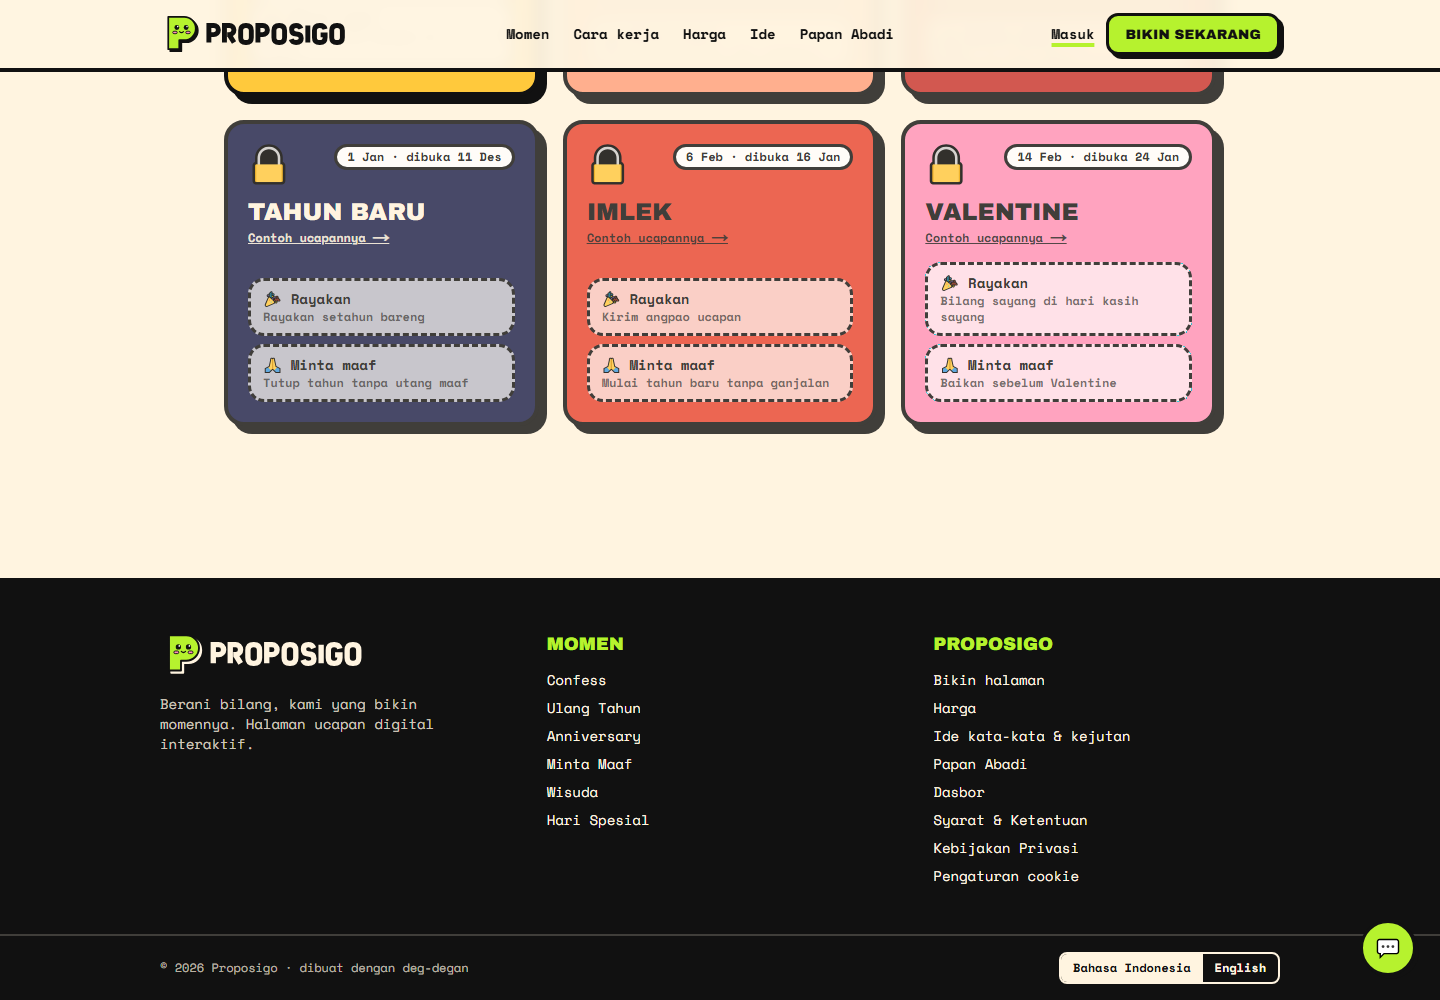 PROPOSIGO
Momen
Cara kerja
Harga
Ide
Papan Abadi
Masuk
BIKIN SEKARANG
1 Jan · dibuka 11 Des
TAHUN BARU
Contoh ucapannya →
Rayakan
Rayakan setahun bareng
Minta maaf
Tutup tahun tanpa utang maaf
6 Feb · dibuka 16 Jan
IMLEK
Contoh ucapannya →
Rayakan
Kirim angpao ucapan
Minta maaf
Mulai tahun baru tanpa ganjalan
14 Feb · dibuka 24 Jan
VALENTINE
Contoh ucapannya →
Rayakan
Bilang sayang di hari kasih
sayang
Minta maaf
Baikan sebelum Valentine
PROPOSIGO
Berani bilang, kami yang bikin
momennya. Halaman ucapan digital
interaktif.
MOMEN
Confess
Ulang Tahun
Anniversary
Minta Maaf
Wisuda
Hari Spesial
PROPOSIGO
Bikin halaman
Harga
Ide kata-kata & kejutan
Papan Abadi
Dasbor
Syarat & Ketentuan
Kebijakan Privasi
Pengaturan cookie
© 2026 Proposigo · dibuat dengan deg-degan
Bahasa Indonesia
English